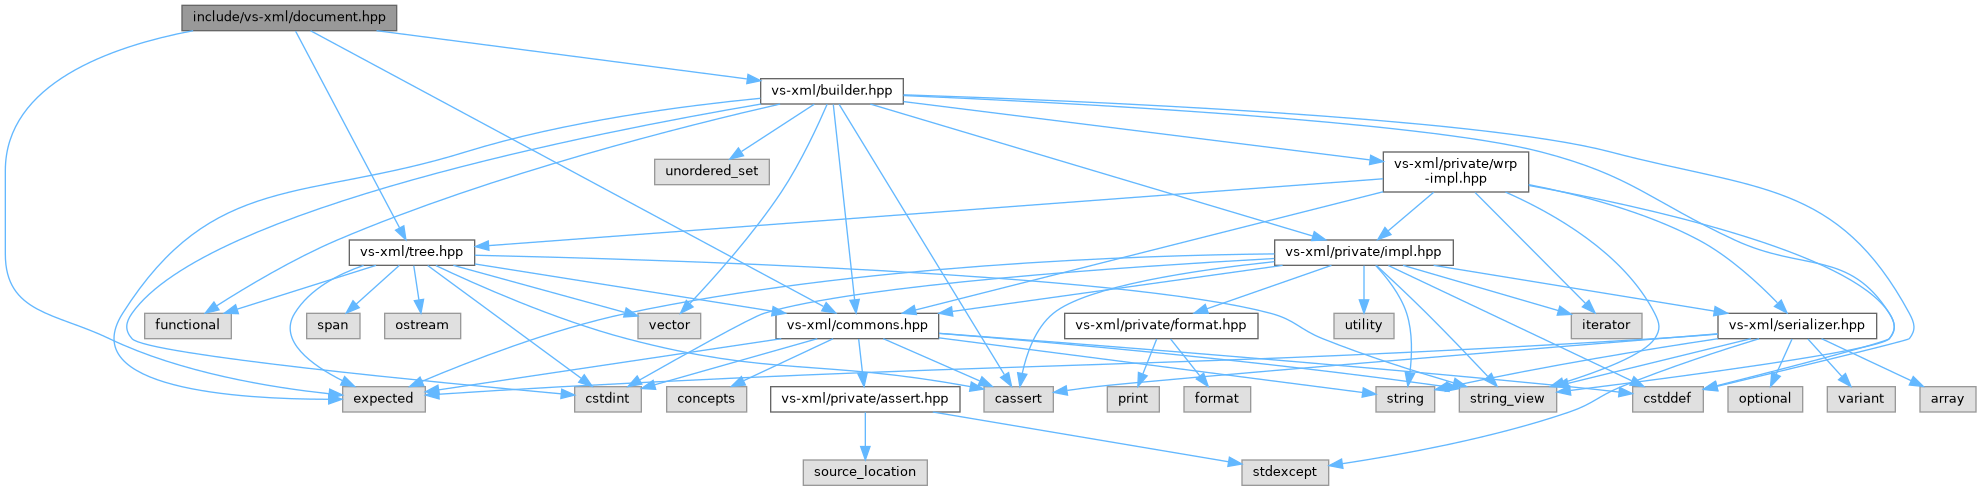 include/vs-xml/document.hpp
vs-xml/builder.hpp
unordered_set
vs-xml/private/wrp
-impl.hpp
vs-xml/tree.hpp
vs-xml/private/impl.hpp
functional
span
ostream
vector
vs-xml/commons.hpp
vs-xml/private/format.hpp
utility
iterator
vs-xml/serializer.hpp
expected
cstdint
concepts
vs-xml/private/assert.hpp
cassert
print
format
string
string_view
cstddef
optional
variant
array
source_location
stdexcept